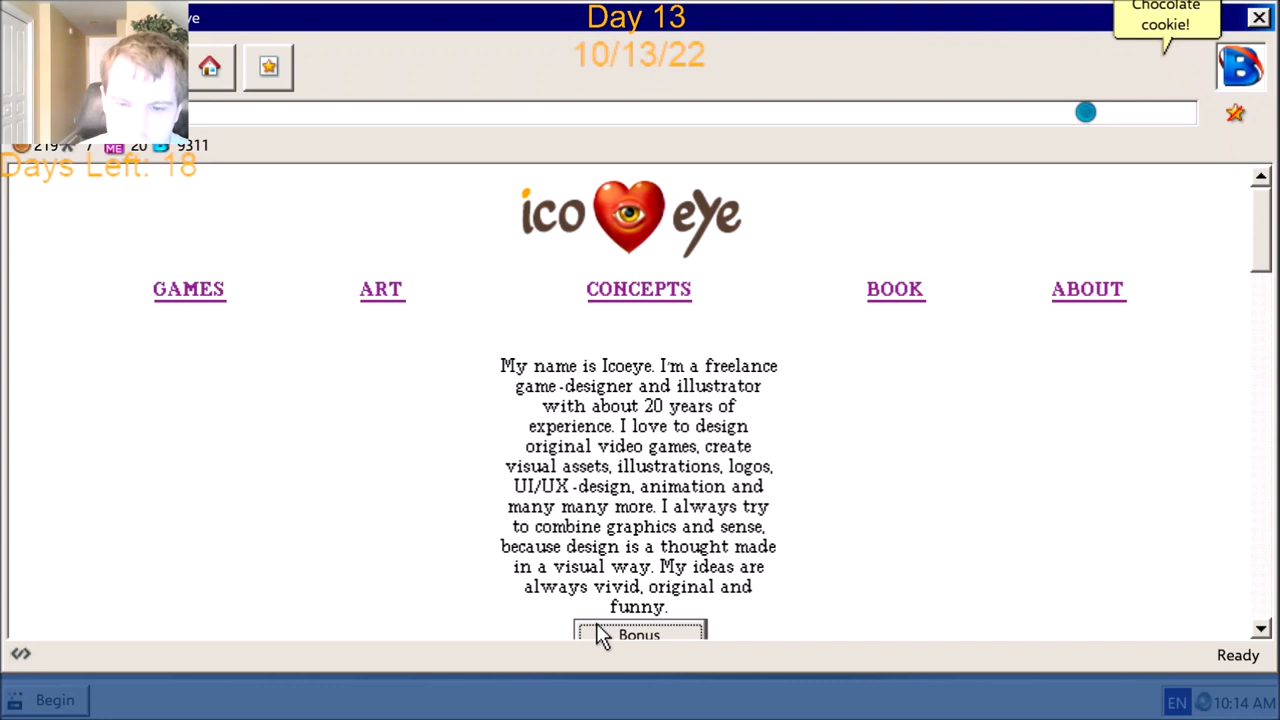 ye
Day 13
10/13/22
Chocolate
cookie!
219 7 ME 20 9311
Days Left: 18
ico eye
GAMES ART CONCEPTS BOOK ABOUT
My name is Icoeye. I'm a freelance
game-designer and illustrator
with about 20 years of
experience. I love to design
original video games, create
visual assets, illustrations, logos,
UI/UX-design, animation and
many many more. I always try
to combine graphics and sense,
because design is a thought made
in a visual way. My ideas are
always vivid, original and
funny.
Bonus
Ready
Begin
EN 10:14 AM